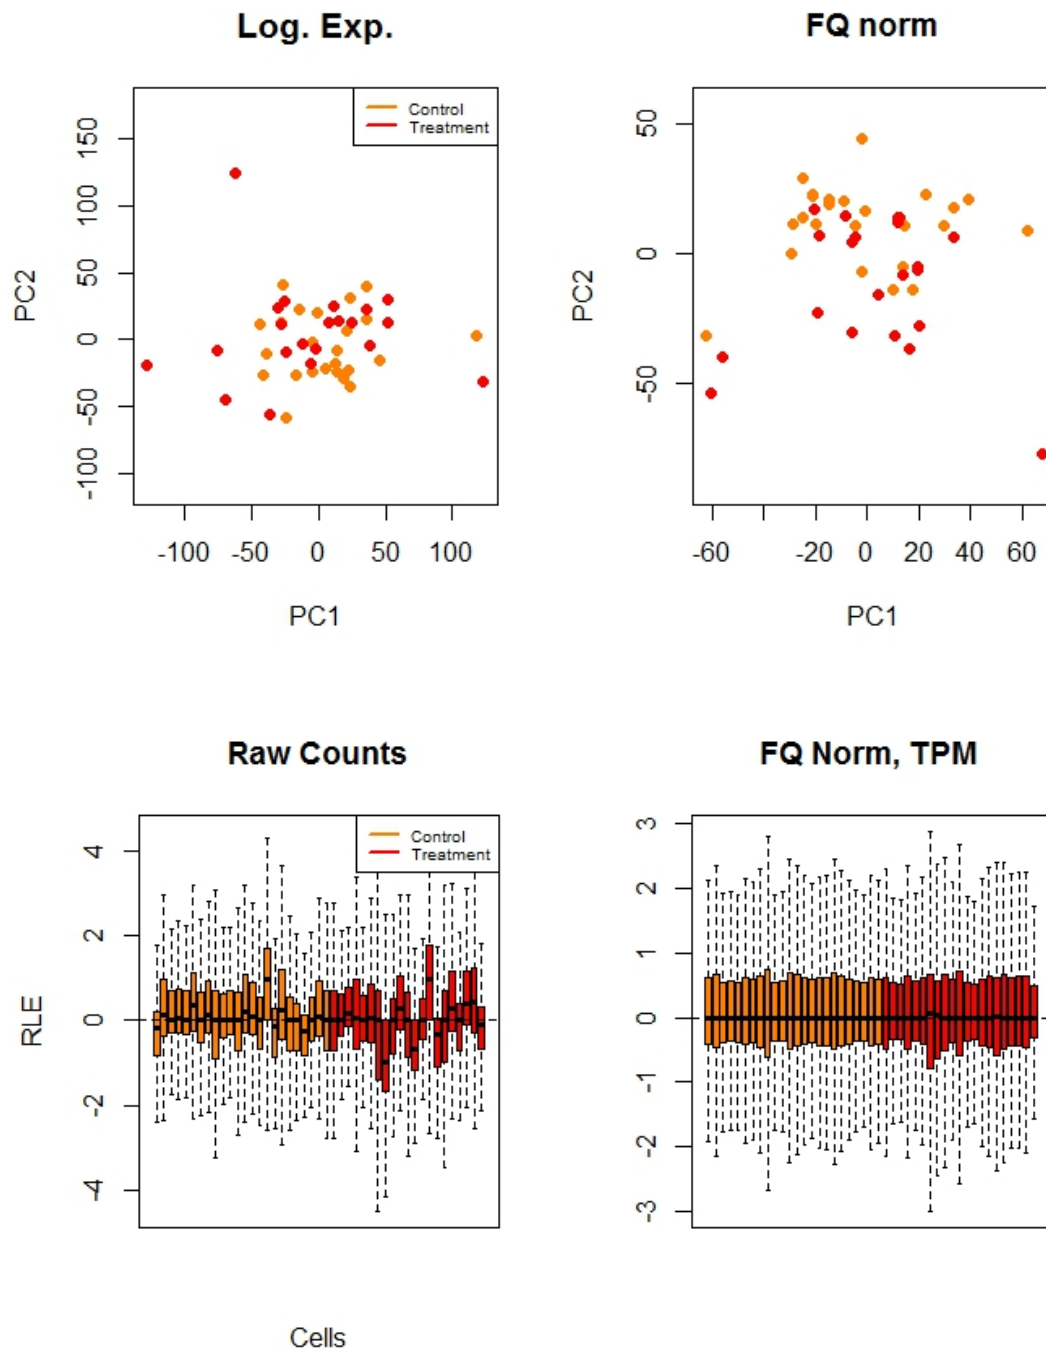 Log. Exp.
FQ norm
Control
Treatment
150
100
50
0
-50
-100
PC2
-100 -50 0 50 100
PC1
50
0
-50
PC2
-60 -20 0 20 40 60
PC1
Raw Counts
FQ Norm, TPM
Control
Treatment
4
2
0
-2
-4
RLE
3
2
1
0
-1
-2
-3
Cells